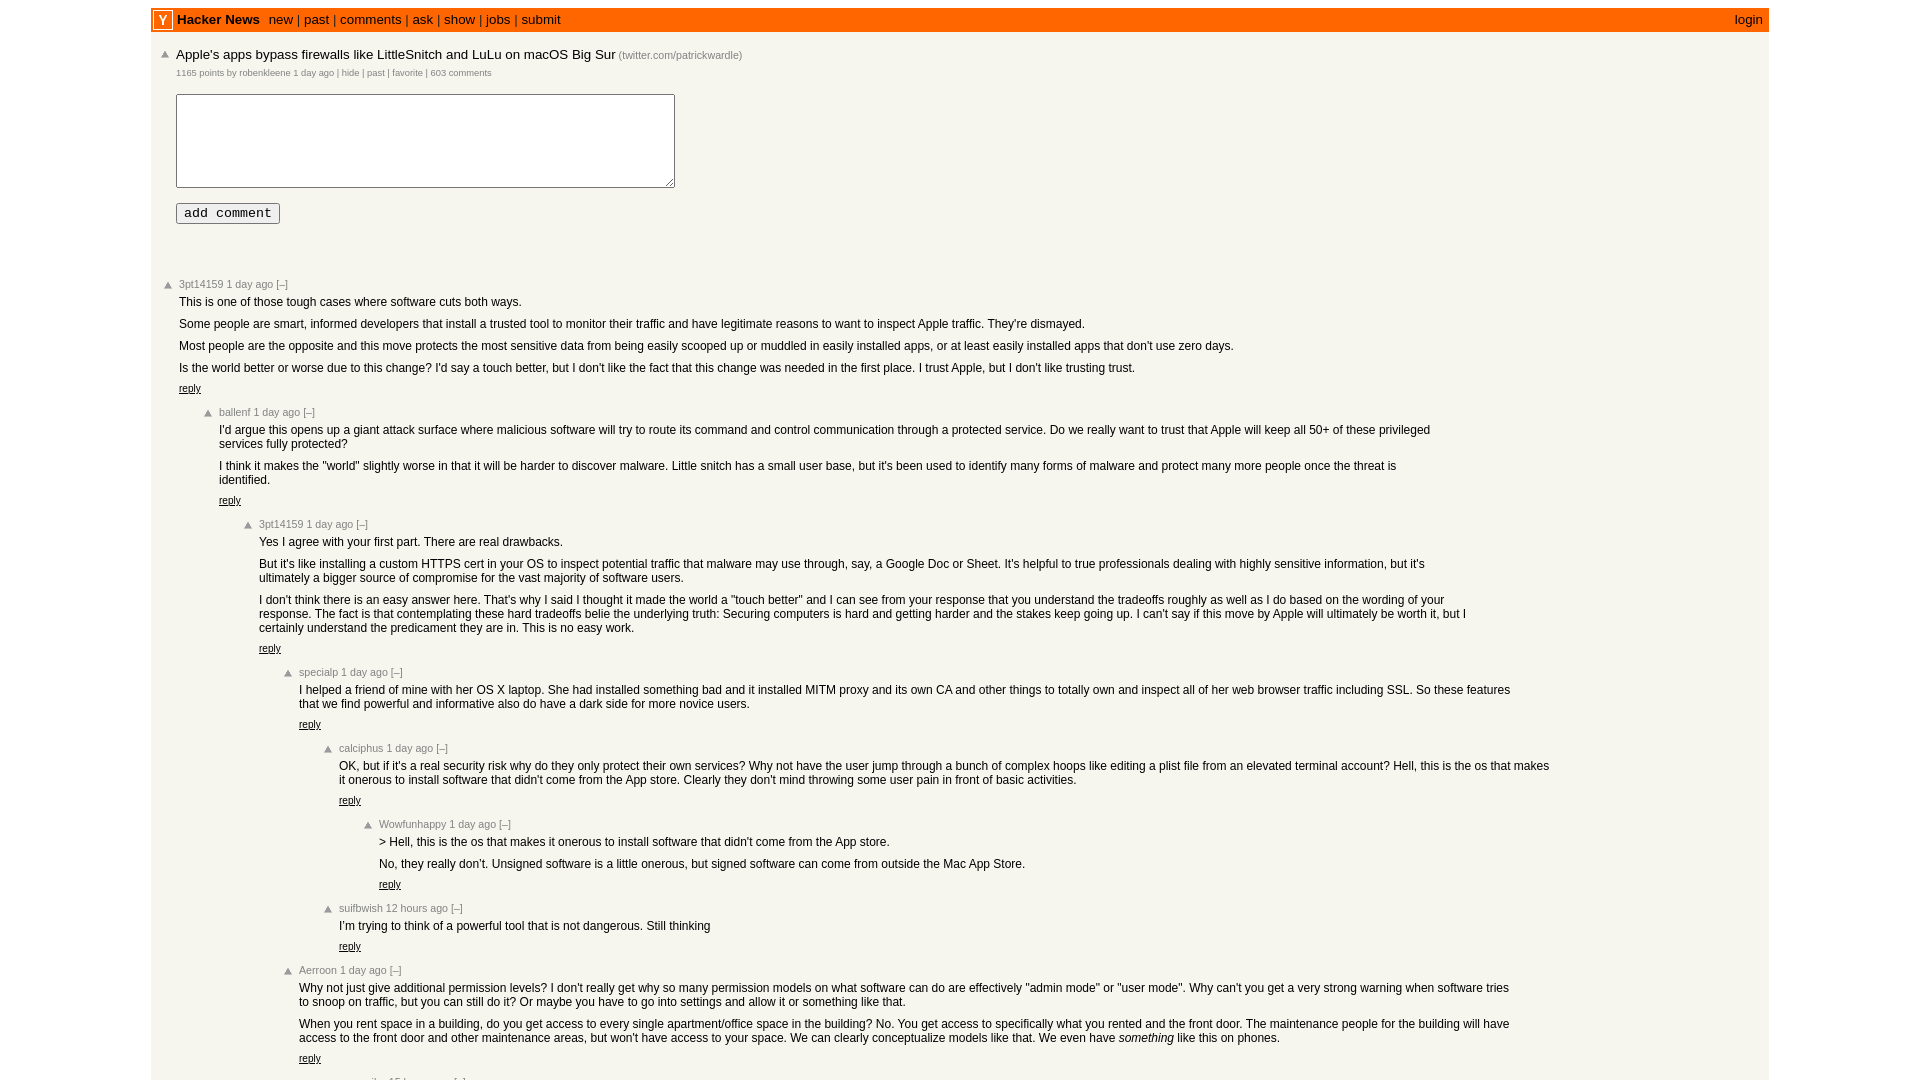 Y Hacker News new | past | comments | ask | show | jobs | submit login
Apple's apps bypass firewalls like LittleSnitch and LuLu on macOS Big Sur (twitter.com/patrickwardle)
1165 points by robenkleene 1 day ago | hide | past | favorite | 603 comments
add comment
3pt14159 1 day ago [–]
This is one of those tough cases where software cuts both ways.
Some people are smart, informed developers that install a trusted tool to monitor their traffic and have legitimate reasons to want to inspect Apple traffic. They're dismayed.
Most people are the opposite and this move protects the most sensitive data from being easily scooped up or muddled in easily installed apps, or at least easily installed apps that don't use zero days.
Is the world better or worse due to this change? I'd say a touch better, but I don't like the fact that this change was needed in the first place. I trust Apple, but I don't like trusting trust.
reply
ballenf 1 day ago [–]
I'd argue this opens up a giant attack surface where malicious software will try to route its command and control communication through a protected service. Do we really want to trust that Apple will keep all 50+ of these privileged
services fully protected?
I think it makes the "world" slightly worse in that it will be harder to discover malware. Little snitch has a small user base, but it's been used to identify many forms of malware and protect many more people once the threat is
identified.
reply
3pt14159 1 day ago [–]
Yes I agree with your first part. There are real drawbacks.
But it's like installing a custom HTTPS cert in your OS to inspect potential traffic that malware may use through, say, a Google Doc or Sheet. It's helpful to true professionals dealing with highly sensitive information, but it's
ultimately a bigger source of compromise for the vast majority of software users.
I don't think there is an easy answer here. That's why I said I thought it made the world a "touch better" and I can see from your response that you understand the tradeoffs roughly as well as I do based on the wording of your
response. The fact is that contemplating these hard tradeoffs belie the underlying truth: Securing computers is hard and getting harder and the stakes keep going up. I can't say if this move by Apple will ultimately be worth it, but I
certainly understand the predicament they are in. This is no easy work.
reply
specialp 1 day ago [–]
I helped a friend of mine with her OS X laptop. She had installed something bad and it installed MITM proxy and its own CA and other things to totally own and inspect all of her web browser traffic including SSL. So these features
that we find powerful and informative also do have a dark side for more novice users.
reply
calciphus 1 day ago [–]
OK, but if it's a real security risk why do they only protect their own services? Why not have the user jump through a bunch of complex hoops like editing a plist file from an elevated terminal account? Hell, this is the os that makes
it onerous to install software that didn't come from the App store. Clearly they don't mind throwing some user pain in front of basic activities.
reply
Wowfunhappy 1 day ago [–]
> Hell, this is the os that makes it onerous to install software that didn't come from the App store.
No, they really don’t. Unsigned software is a little onerous, but signed software can come from outside the Mac App Store.
reply
suifbwish 12 hours ago [–]
I’m trying to think of a powerful tool that is not dangerous. Still thinking
reply
Aerroon 1 day ago [–]
Why not just give additional permission levels? I don't really get why so many permission models on what software can do are effectively "admin mode" or "user mode". Why can't you get a very strong warning when software tries
to snoop on traffic, but you can still do it? Or maybe you have to go into settings and allow it or something like that.
When you rent space in a building, do you get access to every single apartment/office space in the building? No. You get access to specifically what you rented and the front door. The maintenance people for the building will have
access to the front door and other maintenance areas, but won't have access to your space. We can clearly conceptualize models like that. We even have something like this on phones.
reply